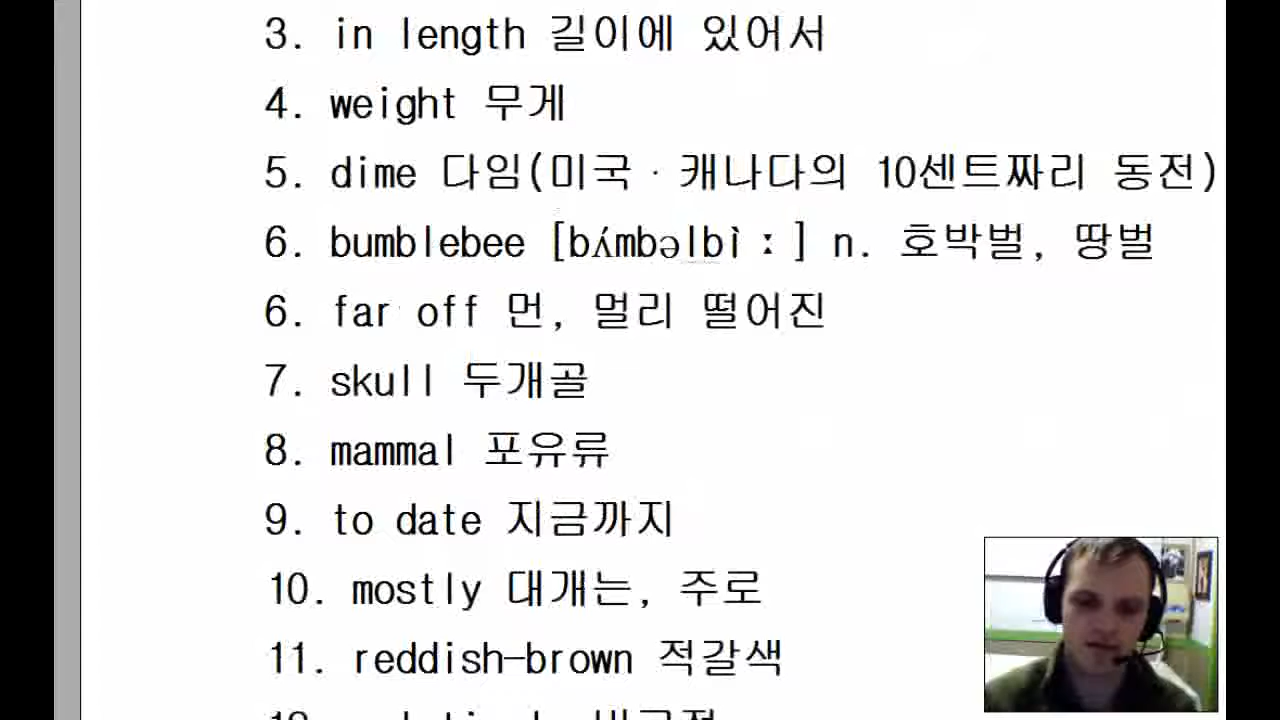 3. in length 길이에 있어서
4. weight 무게
5. dime 다임(미국·캐나다의 10센트짜리 동전)
6. bumblebee [bʌ́mbəlbìː] n. 호박벌, 땅벌
6. far off 먼, 멀리 떨어진
7. skull 두개골
8. mammal 포유류
9. to date 지금까지
10. mostly 대개는, 주로
11. reddish-brown 적갈색